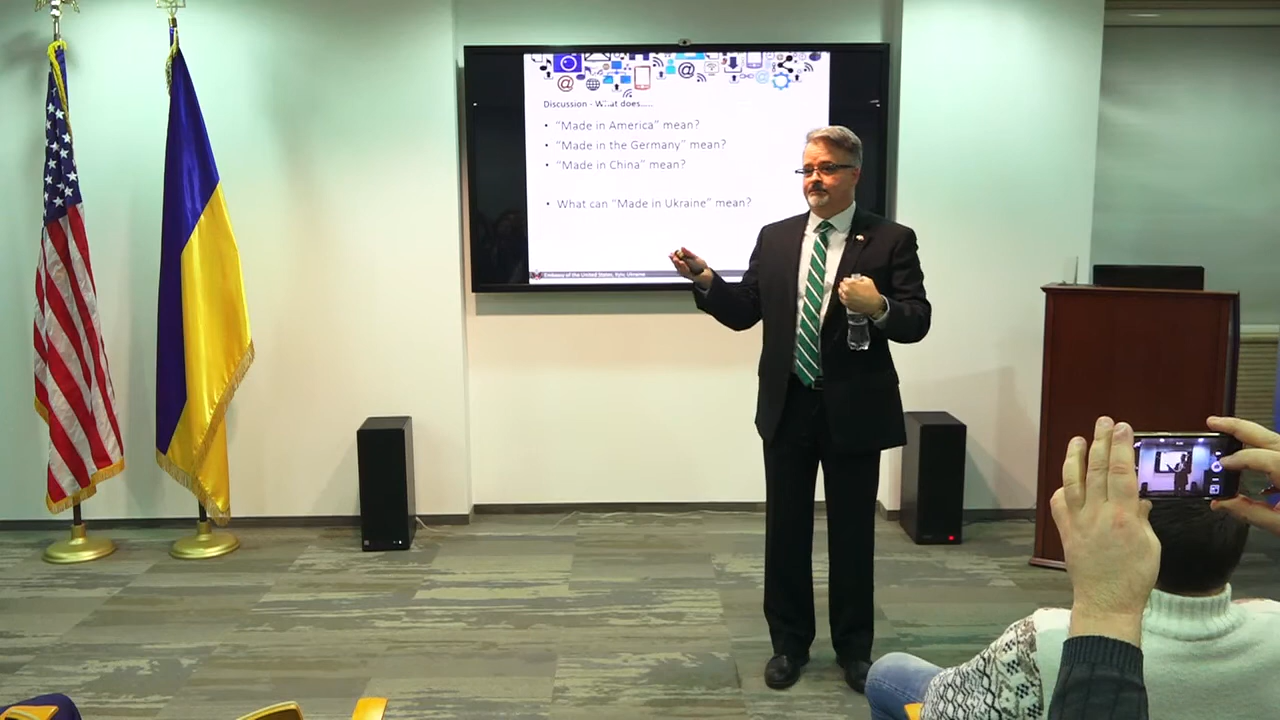 Discussion - What does.....
• “Made in America” mean?
• “Made in the Germany” mean?
• “Made in China” mean?
• What can “Made in Ukraine” mean?
Embassy of the United States, Kyiv, Ukraine